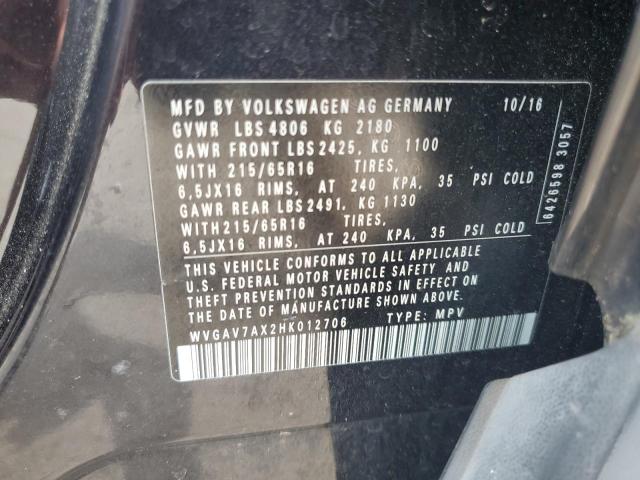 MFD BY VOLKSWAGEN AG GERMANY 10/16
GVWR LBS 4806 KG 2180
GAWR FRONT LBS 2425, KG 1100
WITH 215/65R16 TIRES,
6,5JX16 RIMS, AT 240 KPA, 35 PSI COLD
GAWR REAR LBS 2491, KG 1130
WITH 215/65R16 TIRES,
6,5JX16 RIMS, AT 240 KPA, 35 PSI COLD
THIS VEHICLE CONFORMS TO ALL APPLICABLE
U.S. FEDERAL MOTOR VEHICLE SAFETY AND
THEFT PREVENTION STANDARDS IN EFFECT ON
THE DATE OF MANUFACTURE SHOWN ABOVE.
WVGAV7AX2HK012706 TYPE: MPV
6426598 3057